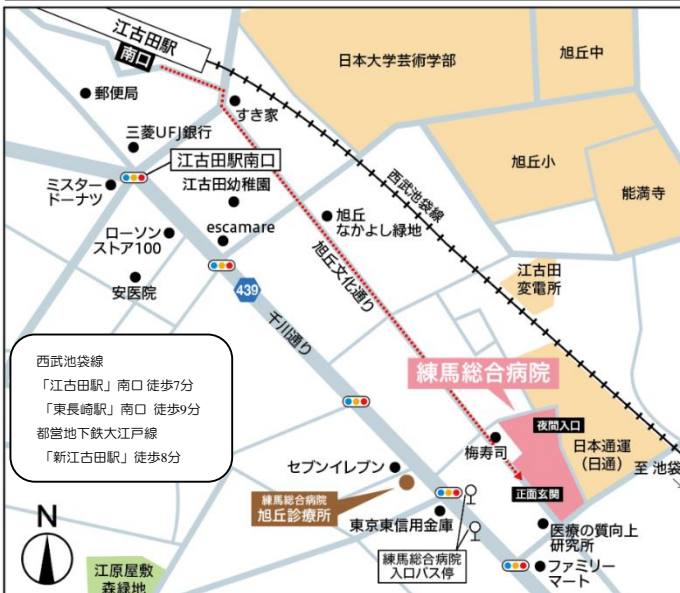 江古田駅
南口
郵便局
三菱UFJ銀行
江古田駅南口
ミスター
ドーナツ
すき家
江古田幼稚園
ローソン
ストア100
escamare
安医院
439
千川通り
旭丘
なかよし緑地
旭丘文化通り
西武池袋線
日本大学芸術学部
旭丘中
旭丘小
能満寺
江古田
変電所
練馬総合病院
夜間入口
日本通運
(日通)
至 池袋
梅寿司
正面玄関
西武池袋線
「江古田駅」南口 徒歩7分
「東長崎駅」南口 徒歩9分
都営地下鉄大江戸線
「新江古田駅」徒歩8分
セブンイレブン
練馬総合病院
旭丘診療所
東京東信用金庫
練馬総合病院
入口バス停
医療の質向上
研究所
ファミリー
マート
N
江原屋敷
森緑地